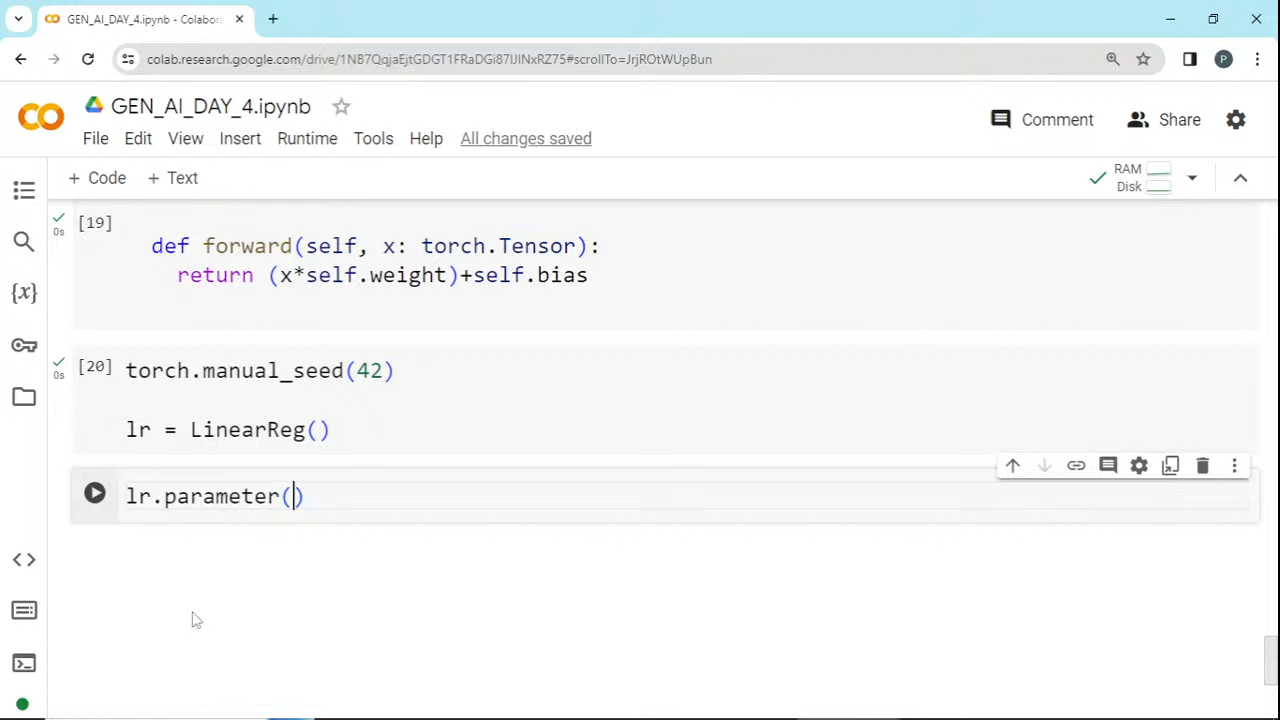 GEN_AI_DAY_4.ipynb - Colabora
colab.research.google.com/drive/1NB7QqjaEjtGDGT1FRaDGi87lJlNxRZ75#scrollTo=JrjROtWUpBun
P
GEN_AI_DAY_4.ipynb
Comment
Share
File Edit View Insert Runtime Tools Help All changes saved
+ Code + Text
RAM
Disk
[19]
0s
def forward(self, x: torch.Tensor):
return (x*self.weight)+self.bias
[20]
0s
torch.manual_seed(42)
lr = LinearReg()
lr.parameter()